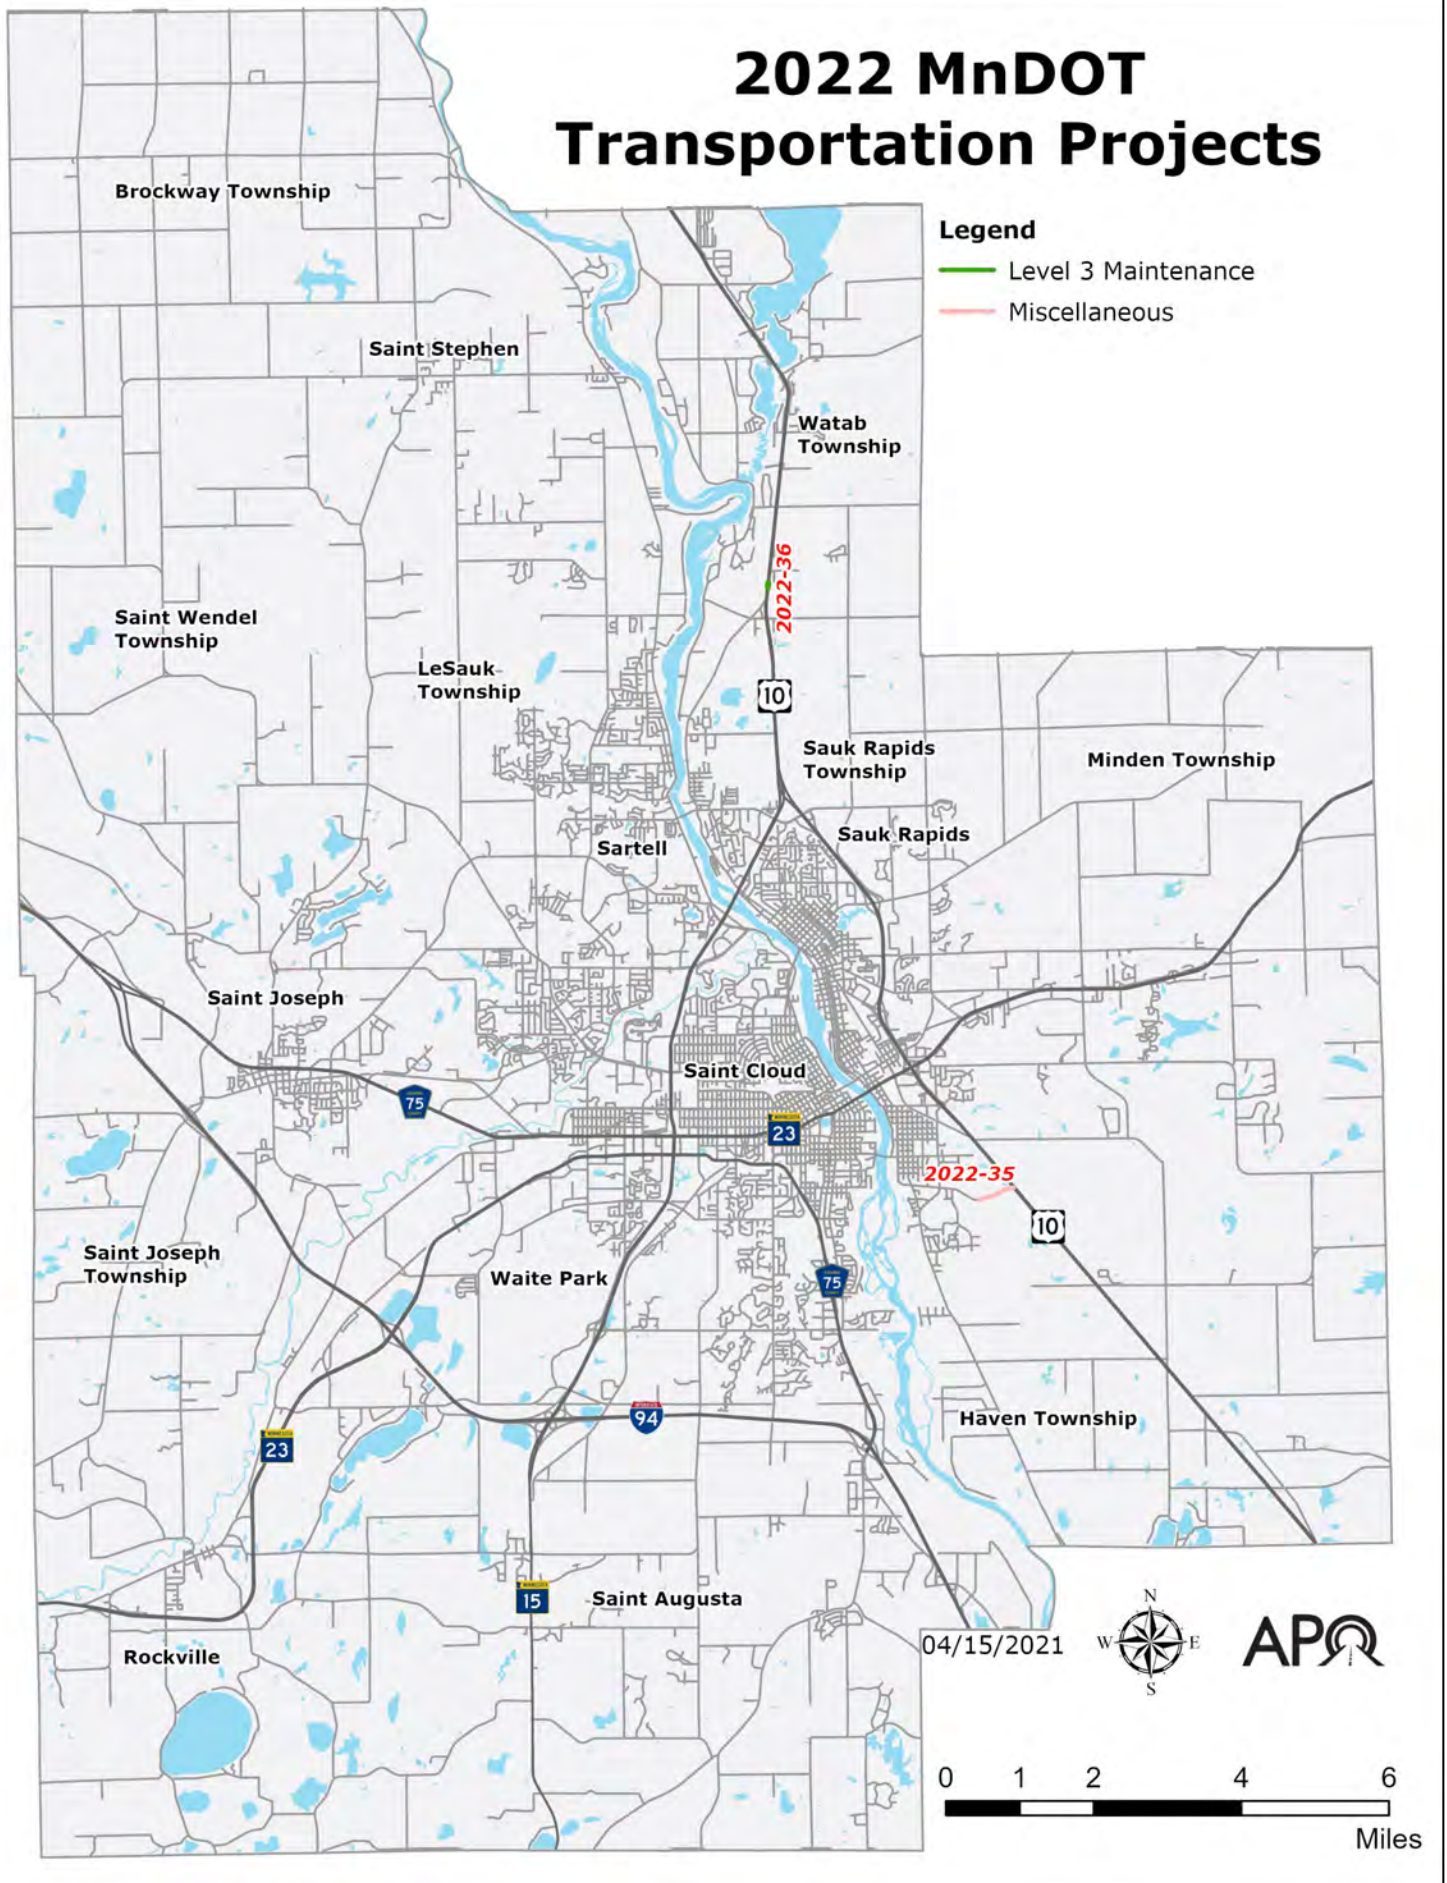 2022 MnDOT
Transportation Projects
Legend
Level 3 Maintenance
Miscellaneous
Brockway Township
Saint Stephen
Watab
Township
2022-36
Saint Wendel
Township
LeSauk
Township
10
Sauk Rapids
Township
Minden Township
Sauk Rapids
Sartell
Saint Joseph
Saint Cloud
75
23
2022-35
10
Saint Joseph
Township
Waite Park
75
94
23
Haven Township
15
Saint Augusta
Rockville
04/15/2021
N
W E
S
APO
0 1 2 4 6
Miles